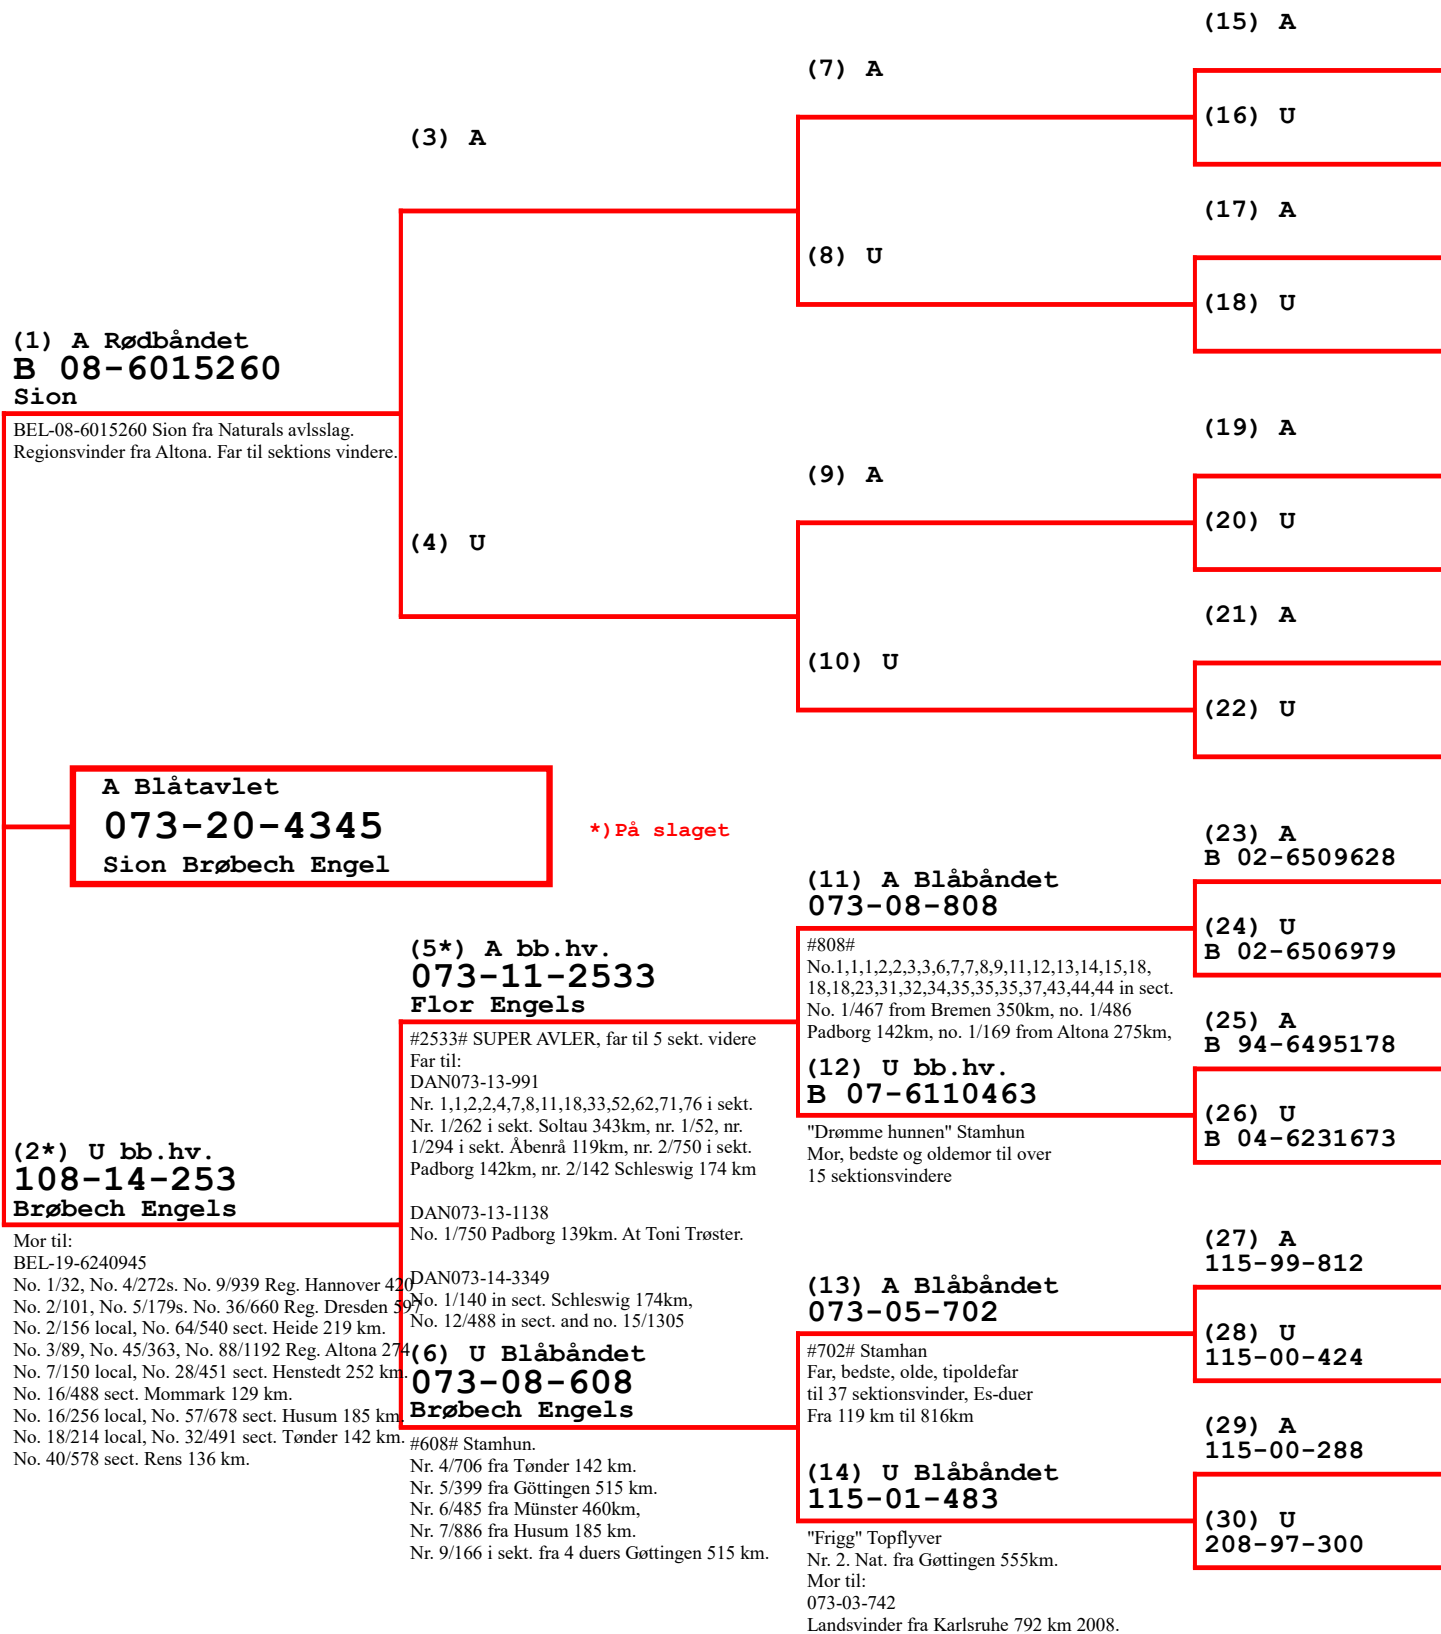 (15) A
(7) A
(16) U
(3) A
(17) A
(8) U
(18) U
(1) A Rødbåndet
B 08-6015260
Sion
BEL-08-6015260 Sion fra Naturals avlsslag.
Regionsvinder fra Altona. Far til sektions vindere.
(19) A
(9) A
(20) U
(4) U
(21) A
(10) U
(22) U
A Blåtavlet
073-20-4345
Sion Brøbech Engel
*)På slaget
(23) A
B 02-6509628
(11) A Blåbåndet
073-08-808
(24) U
B 02-6506979
#808#
No.1,1,1,2,2,3,3,6,7,7,8,9,11,12,13,14,15,18,
18,18,23,31,32,34,35,35,35,37,43,44,44 in sect.
No. 1/467 from Bremen 350km, no. 1/486
Padborg 142km, no. 1/169 from Altona 275km,
(5*) A bb.hv.
073-11-2533
Flor Engels
#2533# SUPER AVLER, far til 5 sekt. videre
Far til:
DAN073-13-991
Nr. 1,1,2,2,4,7,8,11,18,33,52,62,71,76 i sekt.
Nr. 1/262 i sekt. Soltau 343km, nr. 1/52, nr.
1/294 i sekt. Åbenrå 119km, nr. 2/750 i sekt.
Padborg 142km, nr. 2/142 Schleswig 174 km
DAN073-13-1138
No. 1/750 Padborg 139km. At Toni Trøster.
DAN073-14-3349
No. 1/140 in sect. Schleswig 174km,
No. 12/488 in sect. and no. 15/1305
(25) A
B 94-6495178
(12) U bb.hv.
B 07-6110463
(26) U
B 04-6231673
"Drømme hunnen" Stamhun
Mor, bedste og oldemor til over
15 sektionsvindere
(2*) U bb.hv.
108-14-253
Brøbech Engels
Mor til:
BEL-19-6240945
No. 1/32, No. 4/272s. No. 9/939 Reg. Hannover 420
No. 2/101, No. 5/179s. No. 36/660 Reg. Dresden 597
No. 2/156 local, No. 64/540 sect. Heide 219 km.
No. 3/89, No. 45/363, No. 88/1192 Reg. Altona 274
No. 7/150 local, No. 28/451 sect. Henstedt 252 km.
No. 16/488 sect. Mommark 129 km.
No. 16/256 local, No. 57/678 sect. Husum 185 km.
No. 18/214 local, No. 32/491 sect. Tønder 142 km.
No. 40/578 sect. Rens 136 km.
(27) A
115-99-812
(13) A Blåbåndet
073-05-702
(28) U
115-00-424
#702# Stamhan
Far, bedste, olde, tipoldefar
til 37 sektionsvinder, Es-duer
Fra 119 km til 816km
(6) U Blåbåndet
073-08-608
Brøbech Engels
#608# Stamhun.
Nr. 4/706 fra Tønder 142 km.
Nr. 5/399 fra Göttingen 515 km.
Nr. 6/485 fra Münster 460km,
Nr. 7/886 fra Husum 185 km.
Nr. 9/166 i sekt. fra 4 duers Gøttingen 515 km.
(29) A
115-00-288
(14) U Blåbåndet
115-01-483
(30) U
208-97-300
"Frigg" Topflyver
Nr. 2. Nat. fra Gøttingen 555km.
Mor til:
073-03-742
Landsvinder fra Karlsruhe 792 km 2008.